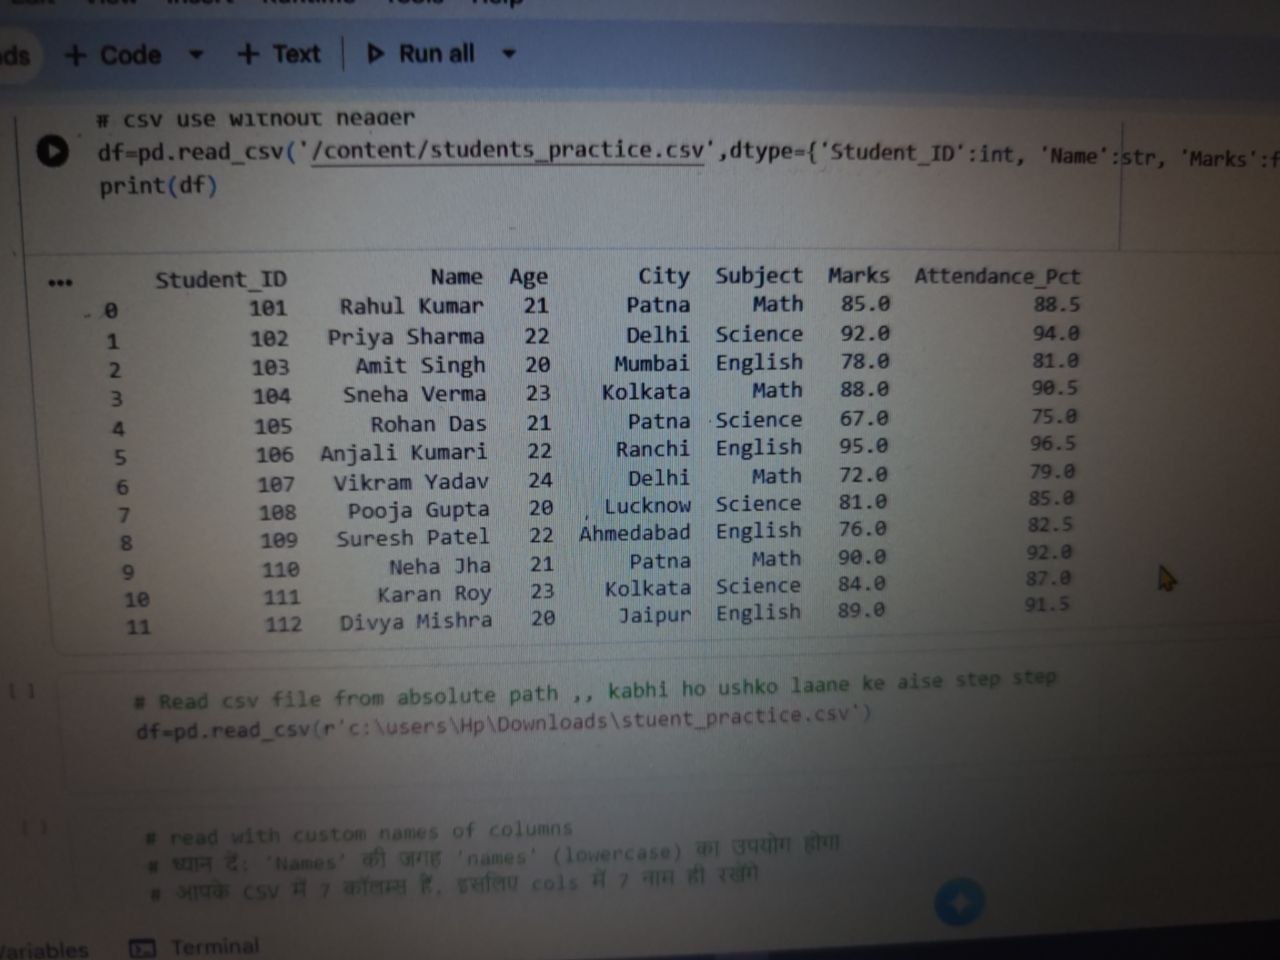 ds + Code + Text Run all
# csv use without header
df=pd.read_csv('/content/students_practice.csv',dtype={'Student_ID':int, 'Name':str, 'Marks':f
print(df)
Student_ID Name Age City Subject Marks Attendance_Pct
0 101 Rahul Kumar 21 Patna Math 85.0 88.5
1 102 Priya Sharma 22 Delhi Science 92.0 94.0
2 103 Amit Singh 20 Mumbai English 78.0 81.0
3 104 Sneha Verma 23 Kolkata Math 88.0 90.5
4 105 Rohan Das 21 Patna Science 67.0 75.0
5 106 Anjali Kumari 22 Ranchi English 95.0 96.5
6 107 Vikram Yadav 24 Delhi Math 72.0 79.0
7 108 Pooja Gupta 20 Lucknow Science 81.0 85.0
8 109 Suresh Patel 22 Ahmedabad English 76.0 82.5
9 110 Neha Jha 21 Patna Math 90.0 92.0
10 111 Karan Roy 23 Kolkata Science 84.0 87.0
11 112 Divya Mishra 20 Jaipur English 89.0 91.5
[ ]
# Read csv file from absolute path ,, kabhi ho ushko laane ke aise step step
df=pd.read_csv(r'c:\users\Hp\Downloads\stuent_practice.csv')
[ ]
# read with custom names of columns
# ध्यान दें: 'Names' की जगह 'names' (lowercase) का उपयोग होगा
# आपके CSV में 7 कॉलम्स हैं, इसलिए cols में 7 नाम ही रखेंगे
Variables Terminal